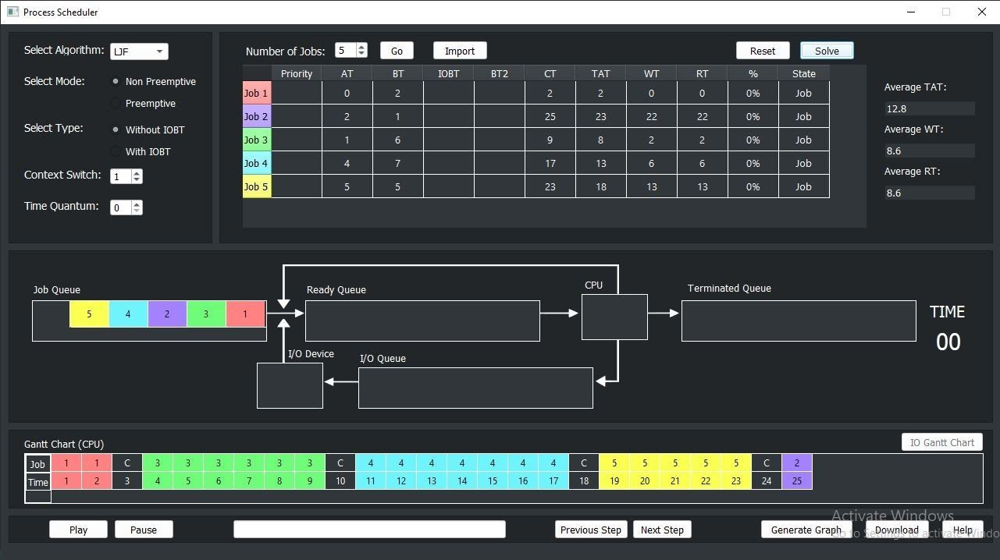 Process Scheduler
Select Algorithm: LJF
Select Mode: Non Preemptive
Preemptive
Select Type: Without IOBT
With IOBT
Context Switch: 1
Time Quantum: 0
Number of Jobs: 5 Go Import Reset Solve
Priority AT BT IOBT BT2 CT TAT WT RT % State
Job 1 0 2 2 2 0 0 0% Job
Job 2 2 1 25 23 22 22 0% Job
Job 3 1 6 9 8 2 2 0% Job
Job 4 4 7 17 13 6 6 0% Job
Job 5 5 5 23 18 13 13 0% Job
Average TAT:
12.8
Average WT:
8.6
Average RT:
8.6
Job Queue
5 4 2 3 1
Ready Queue
CPU
Terminated Queue
TIME
00
I/O Device
I/O Queue
Gantt Chart (CPU)
IO Gantt Chart
Job 1 1 C 3 3 3 3 3 3 C 4 4 4 4 4 4 4 C 5 5 5 5 5 C 2
Time 1 2 3 4 5 6 7 8 9 10 11 12 13 14 15 16 17 18 19 20 21 22 23 24 25
Play Pause Previous Step Next Step Generate Graph Download Help
Activate Windows
Go to Settings to activate Windo